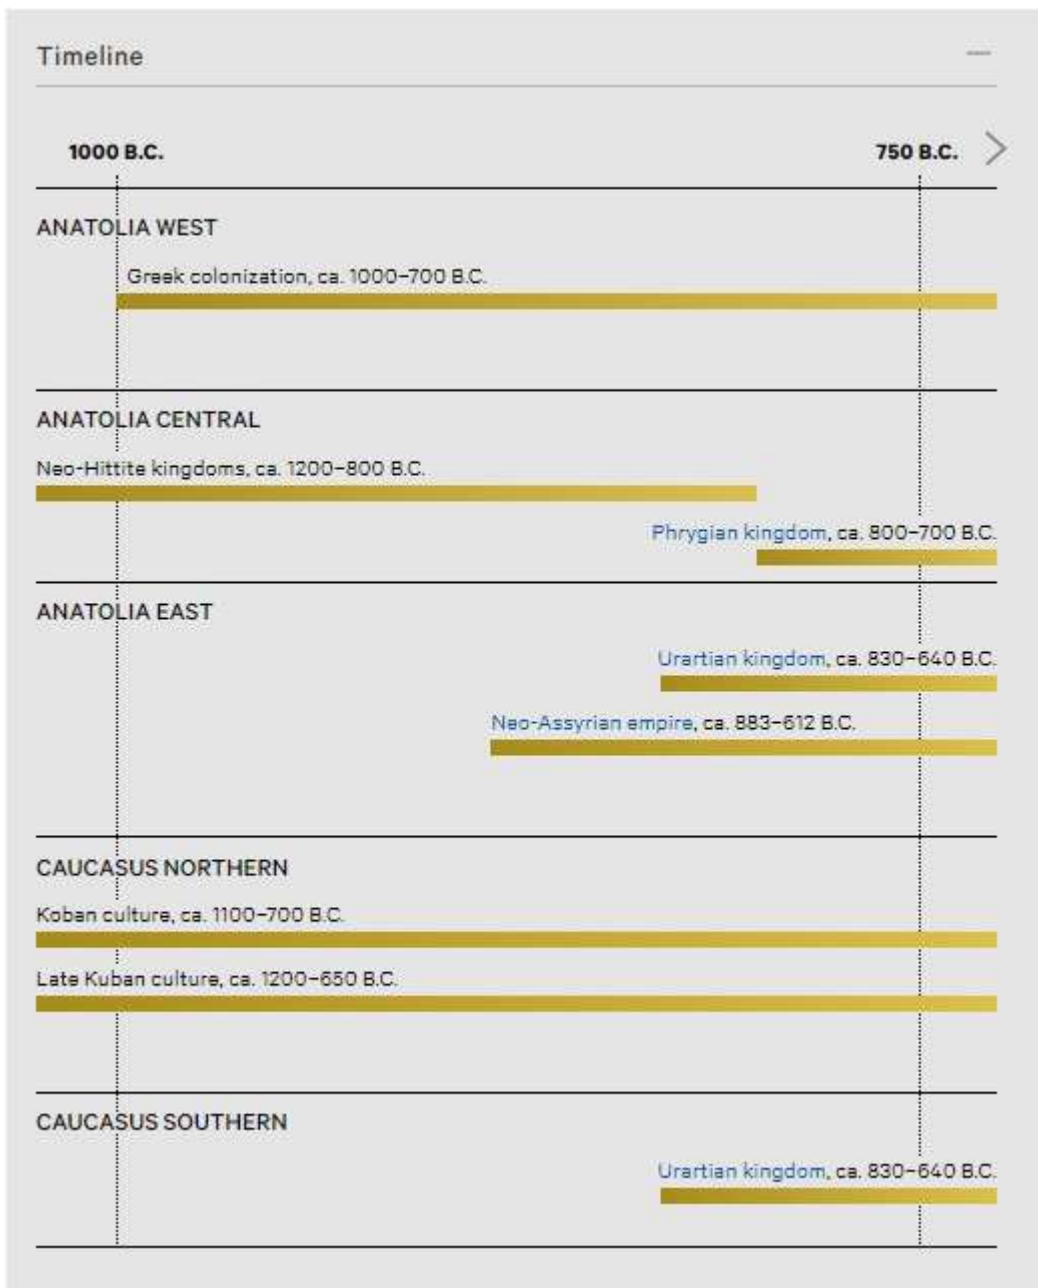 Timeline
1000 B.C. 750 B.C.
ANATOLIA WEST
Greek colonization, ca. 1000–700 B.C.
ANATOLIA CENTRAL
Neo-Hittite kingdoms, ca. 1200–800 B.C.
Phrygian kingdom, ca. 800–700 B.C.
ANATOLIA EAST
Urartian kingdom, ca. 830–640 B.C.
Neo-Assyrian empire, ca. 883–612 B.C.
CAUCASUS NORTHERN
Koban culture, ca. 1100–700 B.C.
Late Kuban culture, ca. 1200–650 B.C.
CAUCASUS SOUTHERN
Urartian kingdom, ca. 830–640 B.C.